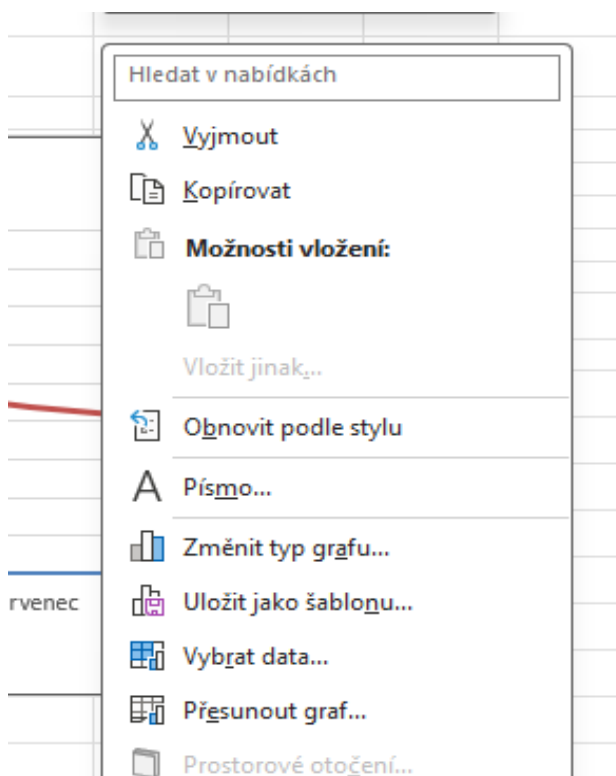 Hledat v nabídkách
Vyjmout
Kopírovat
Možnosti vložení:
Vložit jinak...
Obnovit podle stylu
Písmo...
Změnit typ grafu...
rvenec
Uložit jako šablonu...
Vybrat data...
Přesunout graf...
Prostorové otočení...